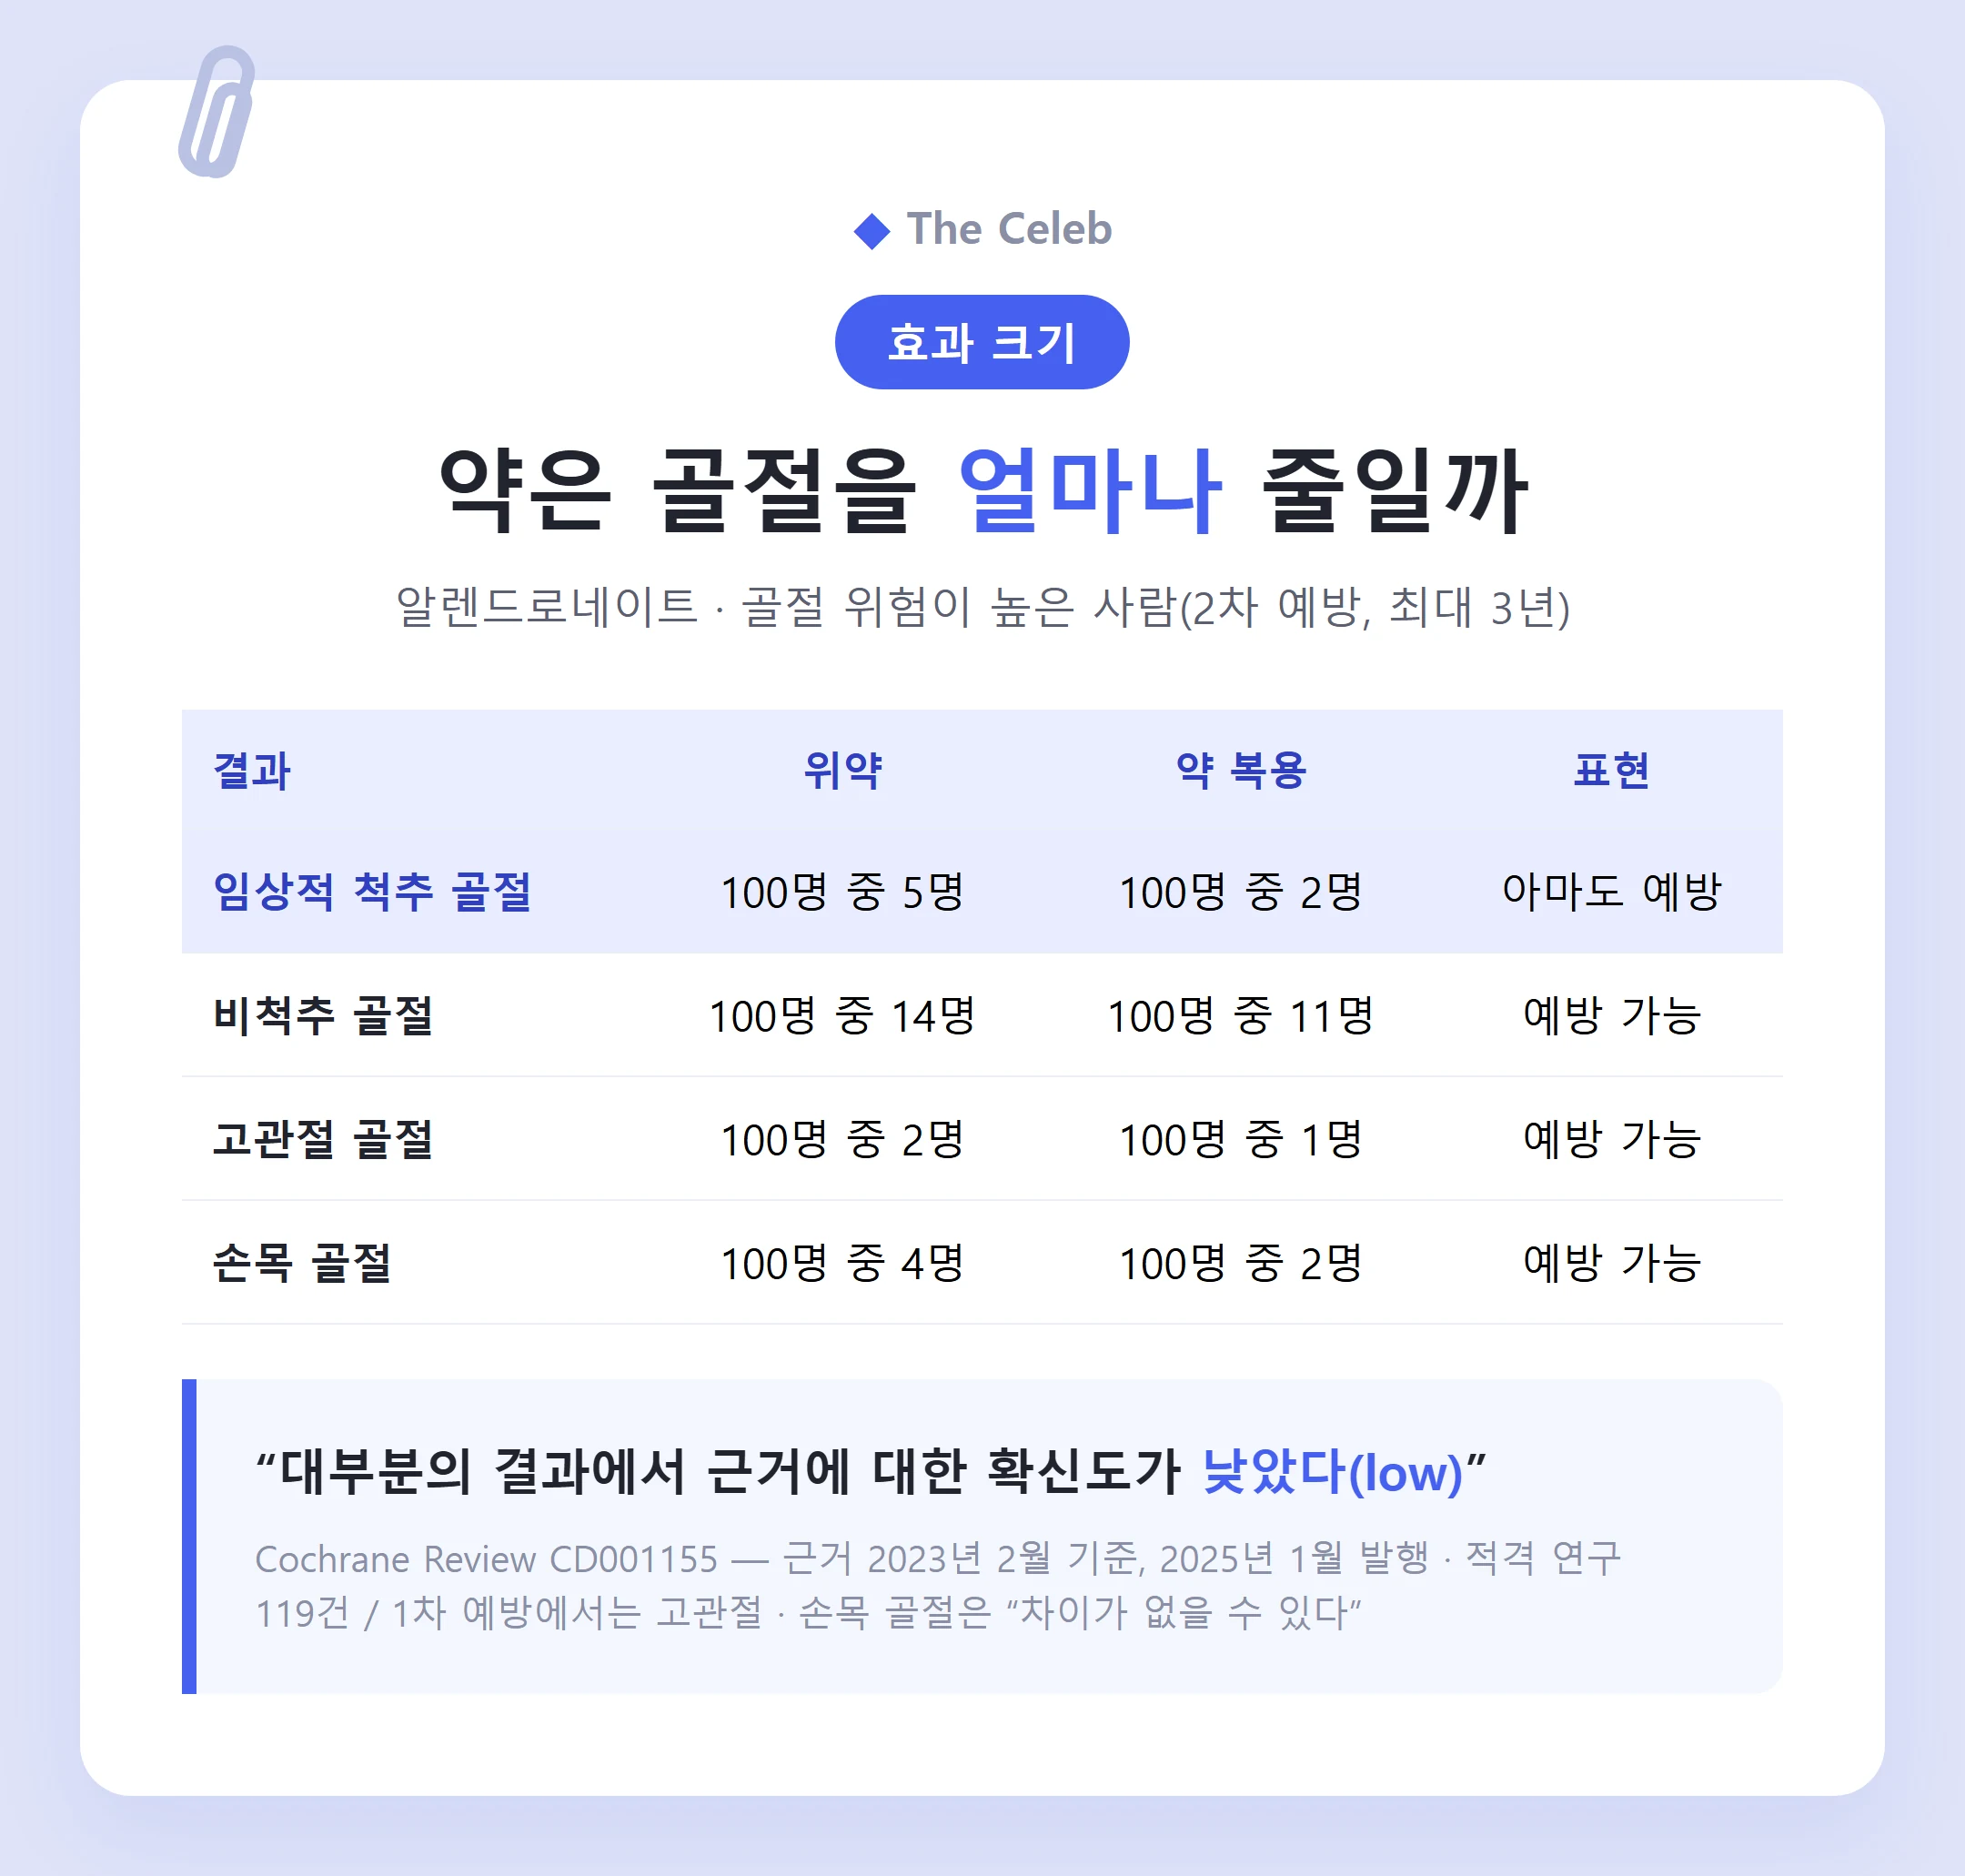 ◆ The Celeb
효과 크기
약은 골절을 얼마나 줄일까
알렌드로네이트 · 골절 위험이 높은 사람(2차 예방, 최대 3년)
결과 위약 약 복용 표현
임상적 척추 골절 100명 중 5명 100명 중 2명 아마도 예방
비척추 골절 100명 중 14명 100명 중 11명 예방 가능
고관절 골절 100명 중 2명 100명 중 1명 예방 가능
손목 골절 100명 중 4명 100명 중 2명 예방 가능
“대부분의 결과에서 근거에 대한 확신도가 낮았다(low)”
Cochrane Review CD001155 — 근거 2023년 2월 기준, 2025년 1월 발행 · 적격 연구
119건 / 1차 예방에서는 고관절 · 손목 골절은 “차이가 없을 수 있다”